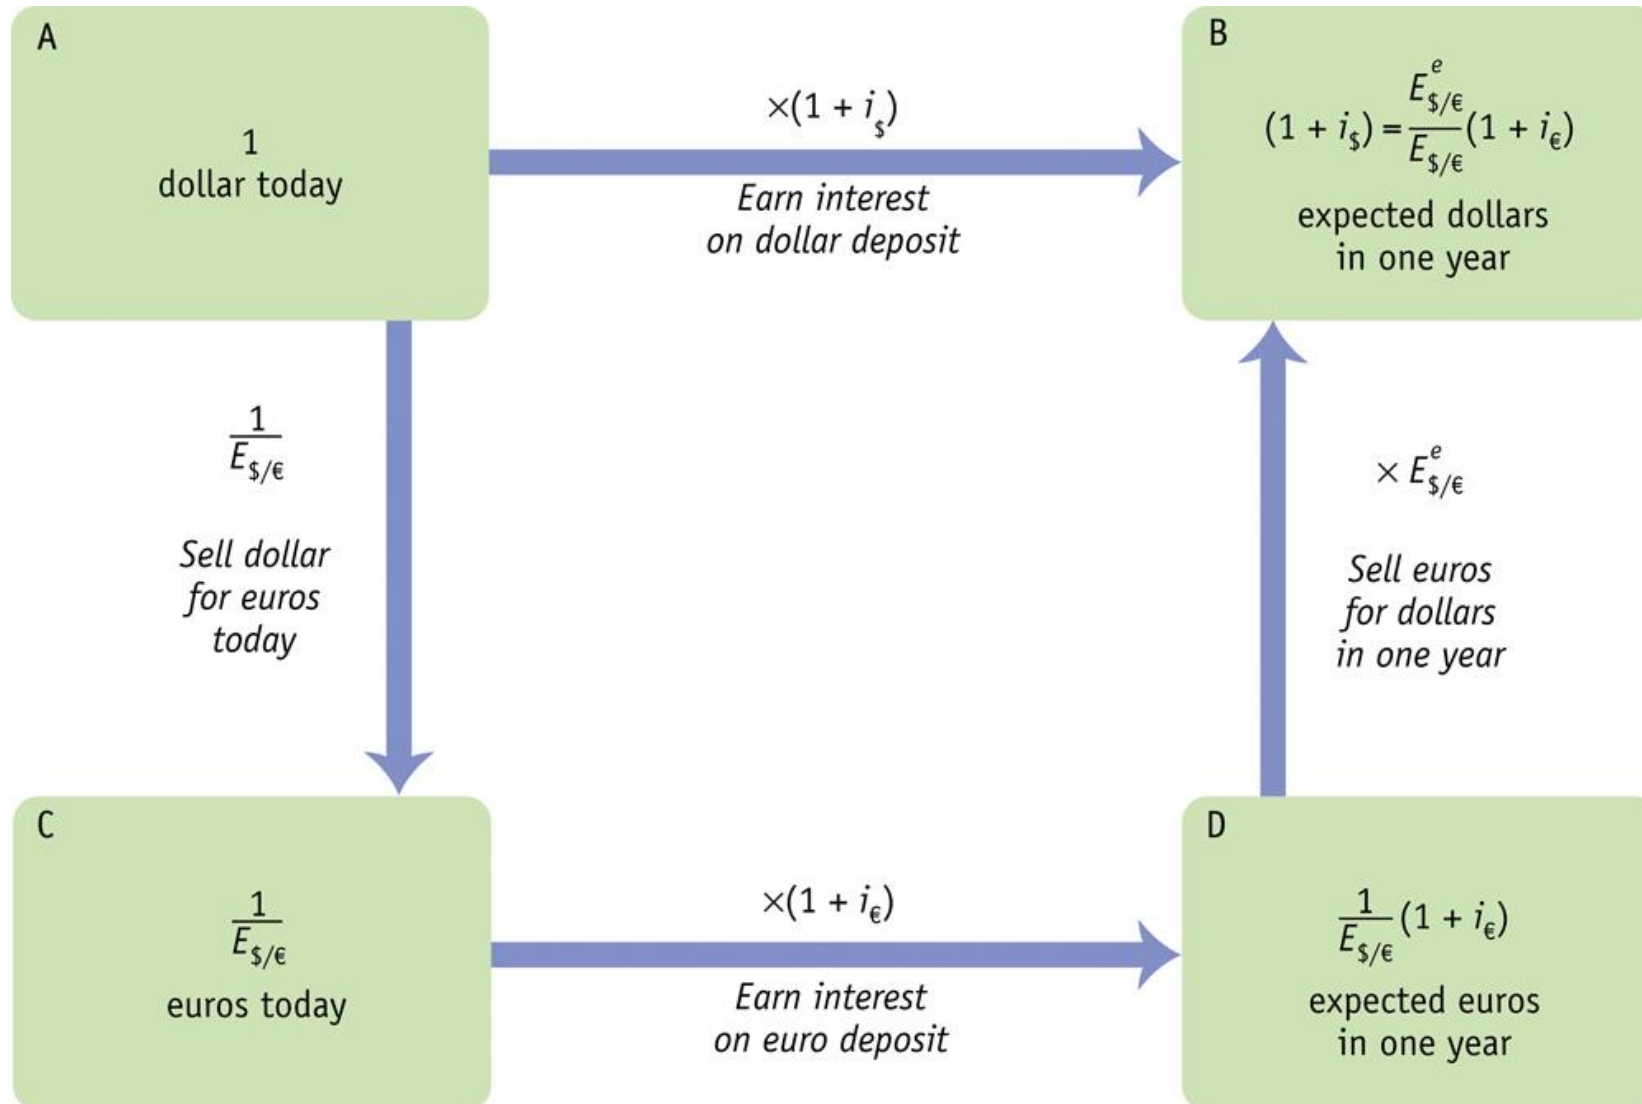 A
1
dollar today
×(1 + i$)
Earn interest
on dollar deposit
B
(1 + i$) = E^e$/€ / E$/€ (1 + i€)
expected dollars
in one year
1 / E$/€
Sell dollar
for euros
today
× E^e$/€
Sell euros
for dollars
in one year
C
1 / E$/€
euros today
×(1 + i€)
Earn interest
on euro deposit
D
1 / E$/€ (1 + i€)
expected euros
in one year